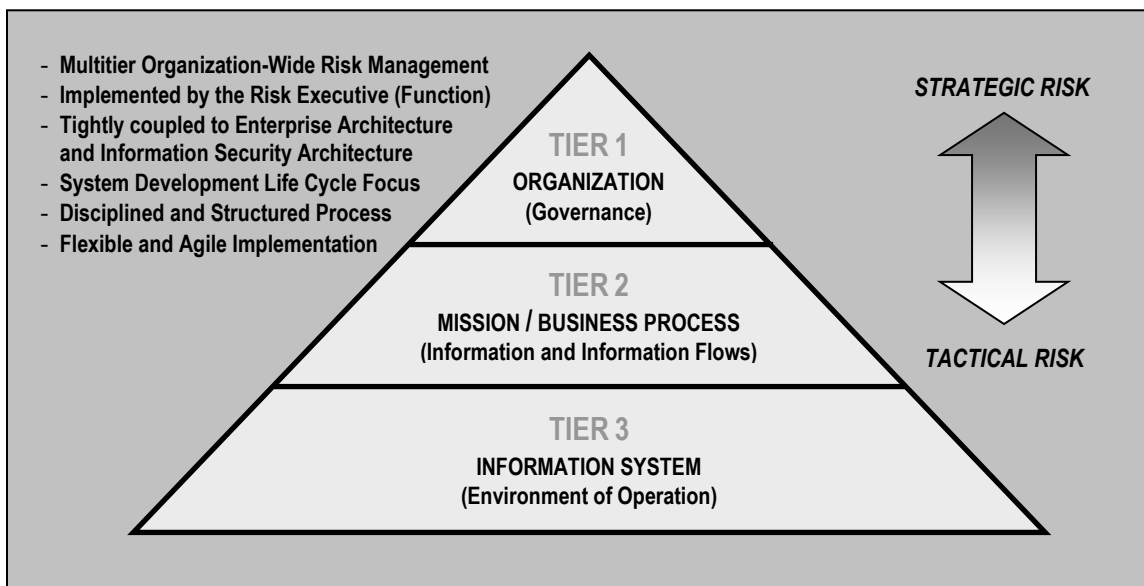 - Multitier Organization-Wide Risk Management
- Implemented by the Risk Executive (Function)
- Tightly coupled to Enterprise Architecture
and Information Security Architecture
- System Development Life Cycle Focus
- Disciplined and Structured Process
- Flexible and Agile Implementation
TIER 1
ORGANIZATION
(Governance)
TIER 2
MISSION / BUSINESS PROCESS
(Information and Information Flows)
TIER 3
INFORMATION SYSTEM
(Environment of Operation)
STRATEGIC RISK
TACTICAL RISK